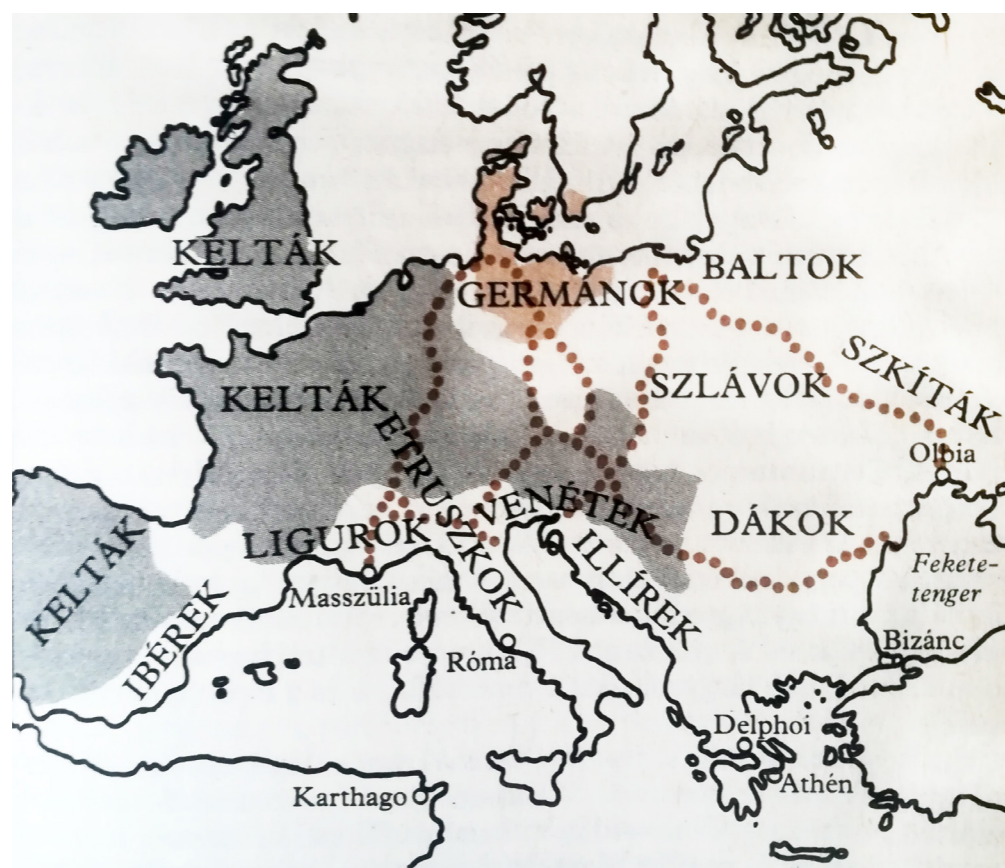 KELTÁK
BALTOK
GERMÁNOK
SZKÍTÁK
SZLÁVOK
KELTÁK
ETRUSZKOK
Olbia
VENÉTEK
DÁKOK
LIGUROK
ILLÍREK
KELTÁK
Fekete-
tenger
IBÉREK
Masszülia
Róma
Bizánc
Delphoi
Athén
Karthago